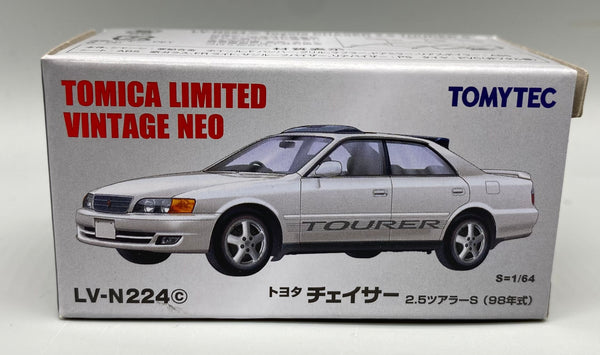 TOMICA LIMITED
VINTAGE NEO
TOMYTEC
TOURER
S=1/64
LV-N224©
トヨタ チェイサー 2.5ツアラーS (98年式)